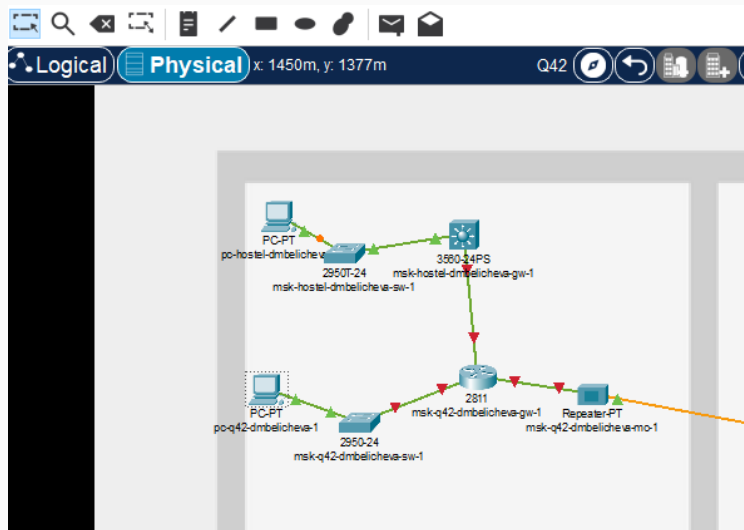 Logical
Physical
x: 1450m, y: 1377m
Q42
PC-PT
pc-hostel-dmbelicheva
2950T-24
msk-hostel-dmbelicheva-sw-1
3560-24PS
msk-hostel-dmbelicheva-gw-1
PC-PT
pc-q42-dmbelicheva-1
2950-24
msk-q42-dmbelicheva-sw-1
2811
msk-q42-dmbelicheva-gw-1
Repeater-PT
msk-q42-dmbelicheva-mc-1